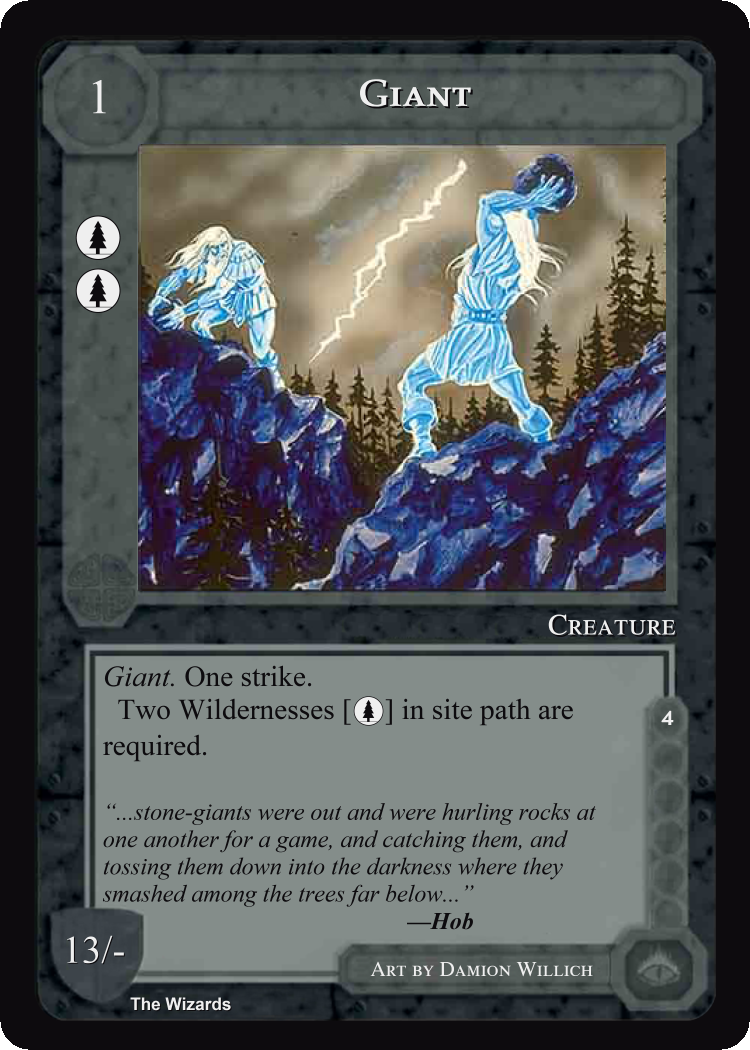 1
GIANT
CREATURE
Giant. One strike.
Two Wildernesses [ ] in site path are
required.
4
“...stone-giants were out and were hurling rocks at
one another for a game, and catching them, and
tossing them down into the darkness where they
smashed among the trees far below...”
—Hob
13/-
ART BY DAMION WILLICH
The Wizards